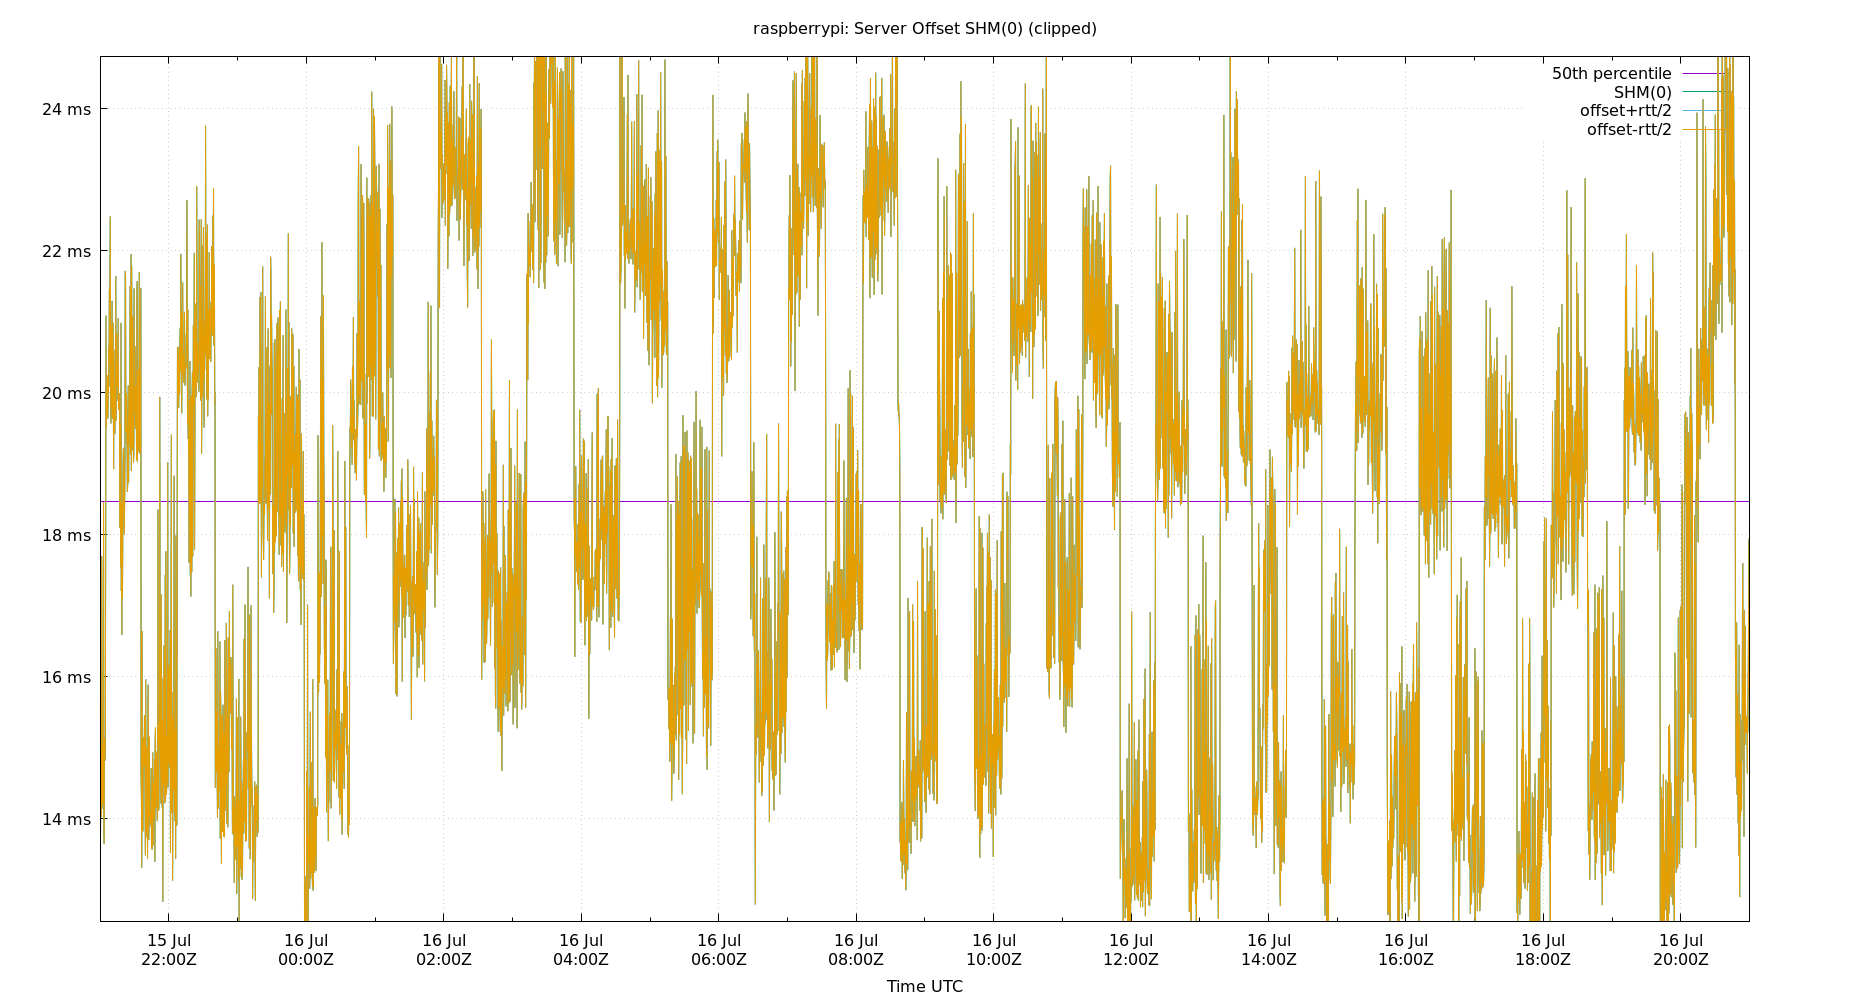 raspberrypi: Server Offset SHM(0) (clipped)
50th percentile
SHM(0)
offset+rtt/2
offset-rtt/2
24 ms
22 ms
20 ms
18 ms
16 ms
14 ms
15 Jul 16 Jul 16 Jul 16 Jul 16 Jul 16 Jul 16 Jul 16 Jul 16 Jul 16 Jul 16 Jul 16 Jul
22:00Z 00:00Z 02:00Z 04:00Z 06:00Z 08:00Z 10:00Z 12:00Z 14:00Z 16:00Z 18:00Z 20:00Z
Time UTC